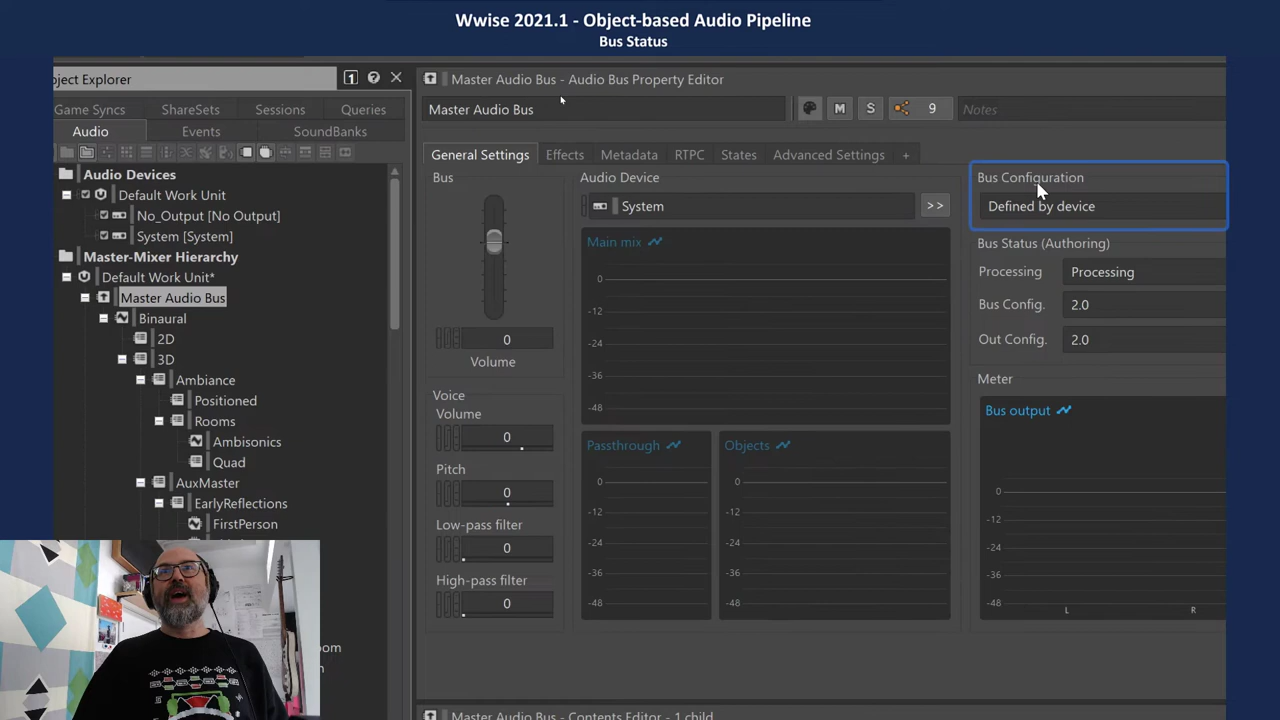 Wwise 2021.1 - Object-based Audio Pipeline
Bus Status
ject Explorer
1
Game Syncs ShareSets Sessions Queries
Audio Events SoundBanks
Audio Devices
Default Work Unit
No_Output [No Output]
System [System]
Master-Mixer Hierarchy
Default Work Unit*
Master Audio Bus
Binaural
2D
3D
Ambiance
Positioned
Rooms
Ambisonics
Quad
AuxMaster
EarlyReflections
FirstPerson
Master Audio Bus - Audio Bus Property Editor
Master Audio Bus
M S 9 Notes
General Settings Effects Metadata RTPC States Advanced Settings +
Bus
0
Volume
Voice
Volume
0
Pitch
0
Low-pass filter
0
High-pass filter
0
Audio Device
System >>
Main mix
0
-12
-24
-36
-48
Passthrough
0
-12
-24
-36
-48
Objects
0
-12
-24
-36
-48
Bus Configuration
Defined by device
Bus Status (Authoring)
Processing Processing
Bus Config. 2.0
Out Config. 2.0
Meter
Bus output
0
-12
-24
-36
-48
L R
Master Audio Bus - Contents Editor - 1 child